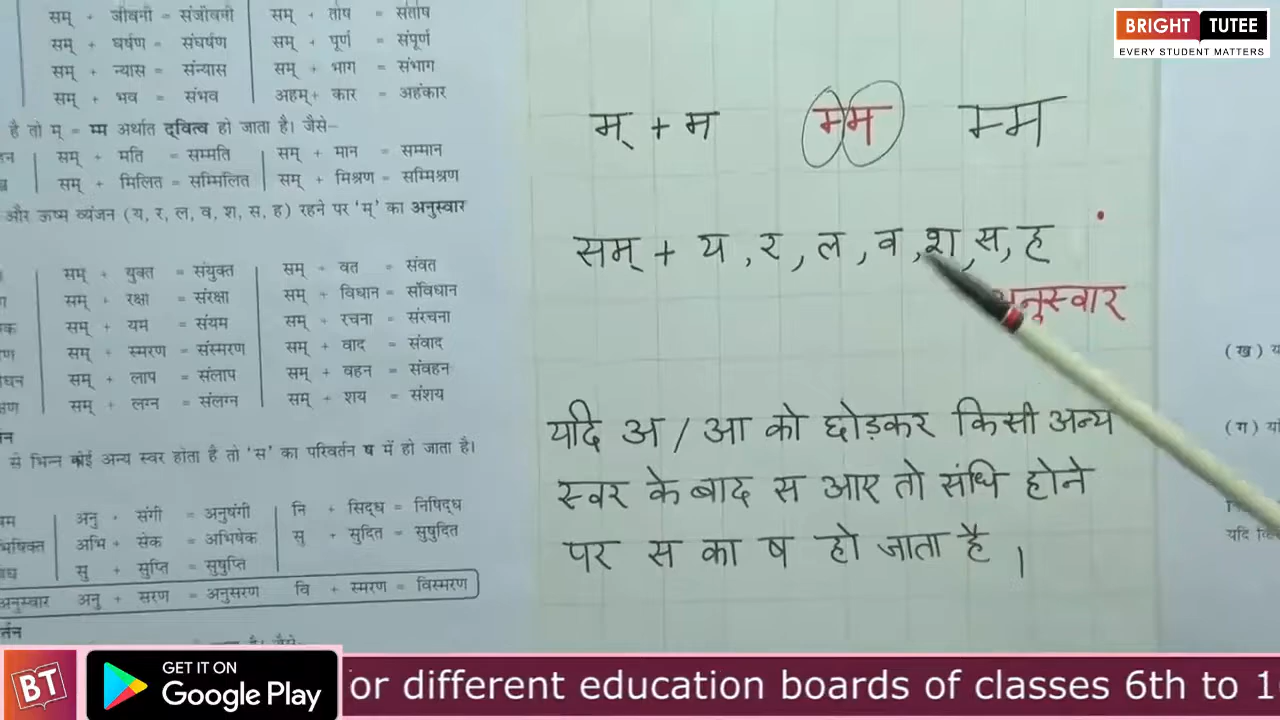 सम् + जीवनी = संजीवनी सम् + तोष = संतोष
सम् + घर्षण = संघर्षण सम् + पूर्ण = संपूर्ण
सम् + न्यास = संन्यास सम् + भाग = संभाग
सम् + भव = संभव अहम् + कार = अहंकार
है तो म् = म्म अर्थात द्वित्व हो जाता है। जैसे–
सम् + मति = सम्मति सम् + मान = सम्मान
सम् + मिलित = सम्मिलित सम् + मिश्रण = सम्मिश्रण
और ऊष्म व्यंजन (य, र, ल, व, श, स, ह) रहने पर 'म्' का अनुस्वार
सम् + युक्त = संयुक्त सम् + वत = संवत
सम् + रक्षा = संरक्षा सम् + विधान = संविधान
सम् + यम = संयम सम् + रचना = संरचना
सम् + स्मरण = संस्मरण सम् + वाद = संवाद
सम् + लाप = संलाप सम् + वहन = संवहन
सम् + लग्न = संलग्न सम् + शय = संशय
से भिन्न कोई अन्य स्वर होता है तो 'स' का परिवर्तन ष में हो जाता है।
अनु + संगी = अनुषंगी नि + सिद्ध = निषिद्ध
अभि + सेक = अभिषेक सु + सुदित = सुषुदित
सु + सुप्ति = सुषुप्ति
अनुस्वार अनु + सरण = अनुसरण वि + स्मरण = विस्मरण
म् + म म्म म्म
सम् + य, र, ल, व, श, स, ह
अनुस्वार
यदि अ / आ को छोड़कर किसी अन्य
स्वर के बाद स आए तो संधि होने
पर स का ष हो जाता है ।
(ख)
(ग)
BRIGHT TUTEE
EVERY STUDENT MATTERS
BT
GET IT ON
Google Play
for different education boards of classes 6th to